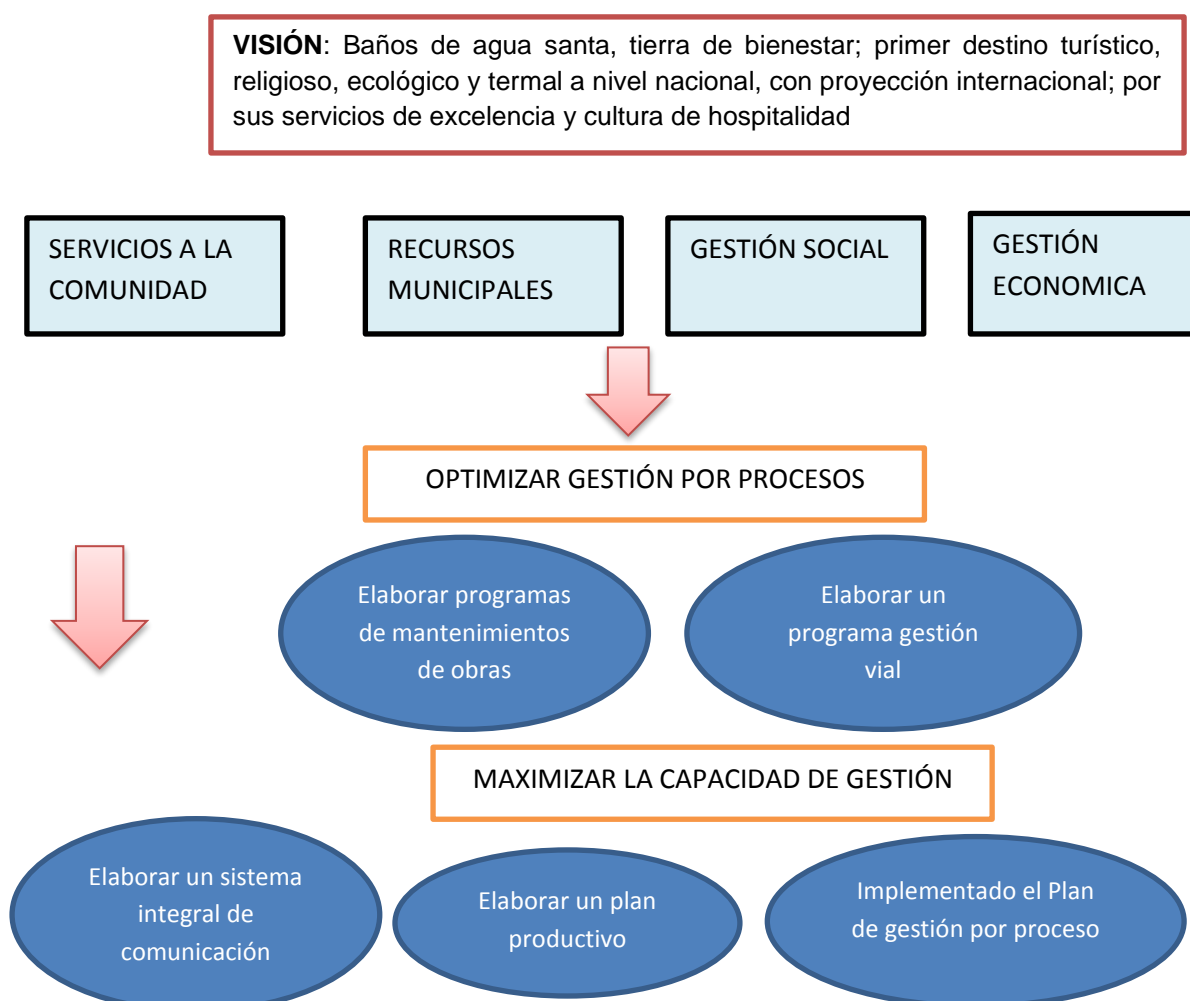 VISIÓN: Baños de agua santa, tierra de bienestar; primer destino turístico,
religioso, ecológico y termal a nivel nacional, con proyección internacional; por
sus servicios de excelencia y cultura de hospitalidad
SERVICIOS A LA
COMUNIDAD
RECURSOS
MUNICIPALES
GESTIÓN SOCIAL
GESTIÓN
ECONOMICA
OPTIMIZAR GESTIÓN POR PROCESOS
Elaborar programas
de mantenimientos
de obras
Elaborar un
programa gestión
vial
MAXIMIZAR LA CAPACIDAD DE GESTIÓN
Elaborar un sistema
integral de
comunicación
Elaborar un plan
productivo
Implementado el Plan
de gestión por proceso